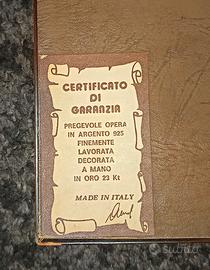 CERTIFICATO
DI
GARANZIA
PREGEVOLE OPERA
IN ARGENTO 925
FINEMENTE
LAVORATA
DECORATA
A MANO
IN ORO 23 Kt
MADE IN ITALY
subito